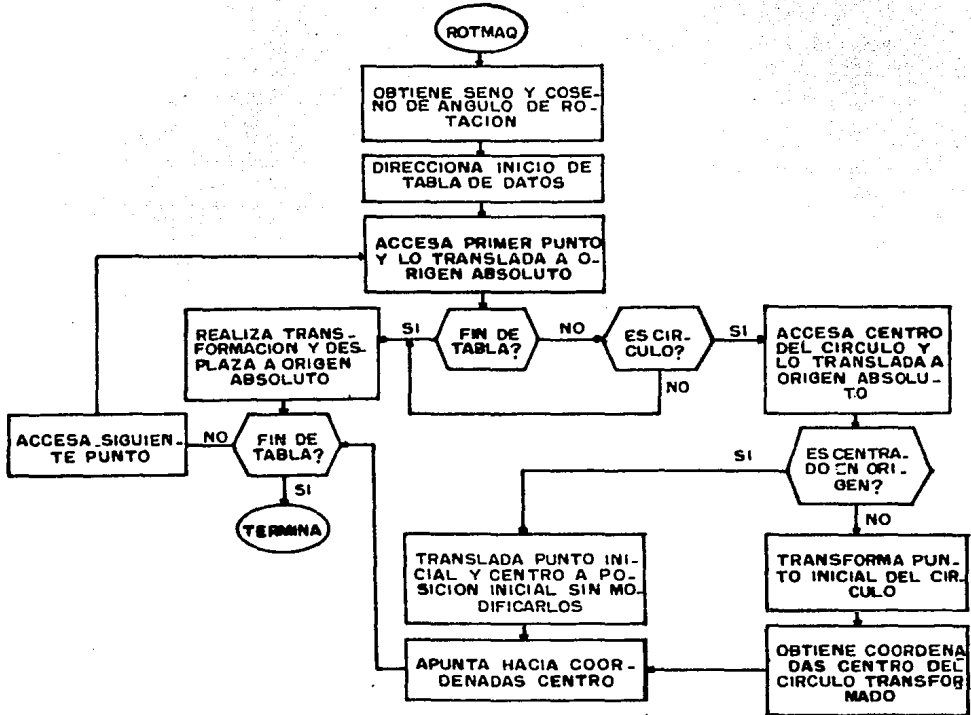 ROTMAQ
OBTIENE SENO Y COSE-
NO DE ANGULO DE RO-
TACION
DIRECCIONA INICIO DE
TABLA DE DATOS
ACCESA PRIMER PUNTO
Y LO TRANSLADA A O-
RIGEN ABSOLUTO
REALIZA TRANS-
FORMACION Y DES-
PLAZA A ORIGEN
ABSOLUTO
SI
FIN DE
TABLA?
NO
ES CIR-
CULO?
SI
NO
ACCESA CENTRO
DEL CIRCULO Y
LO TRANSLADA A
ORIGEN ABSOLU-
TO
ACCESA SIGUIEN-
TE PUNTO
NO
FIN DE
TABLA?
SI
TERMINA
SI
ES CENTRA-
DO EN ORI-
GEN?
NO
TRANSLADA PUNTO INI-
CIAL Y CENTRO A PO-
SICION INICIAL SIN MO-
DIFICARLOS
TRANSFORMA PUN-
TO INICIAL DEL CIR-
CULO
APUNTA HACIA COOR-
DENADAS CENTRO
OBTIENE COORDENA
DAS CENTRO DEL
CIRCULO TRANSFOR
MADO